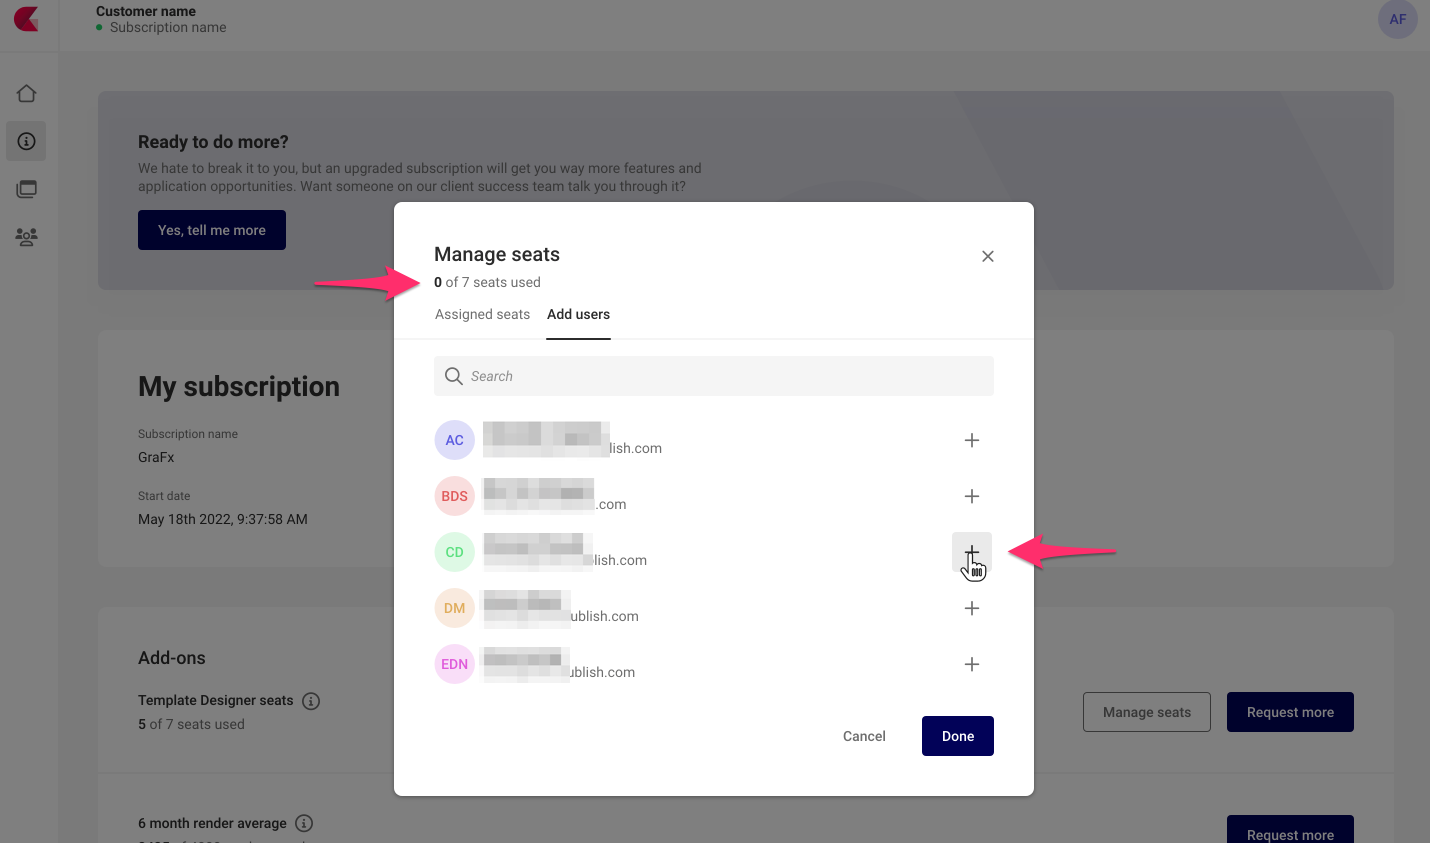 Customer name
Subscription name
AF
Ready to do more?
We hate to break it to you, but an upgraded subscription will get you way more features and
application opportunities. Want someone on our client success team talk you through it?
Yes, tell me more
Manage seats
0 of 7 seats used
Assigned seats Add users
Search
AC lish.com
BDS .com
CD lish.com
DM ublish.com
EDN ublish.com
Cancel Done
My subscription
Subscription name
GraFx
Start date
May 18th 2022, 9:37:58 AM
Add-ons
Template Designer seats
5 of 7 seats used
Manage seats Request more
6 month render average
Request more